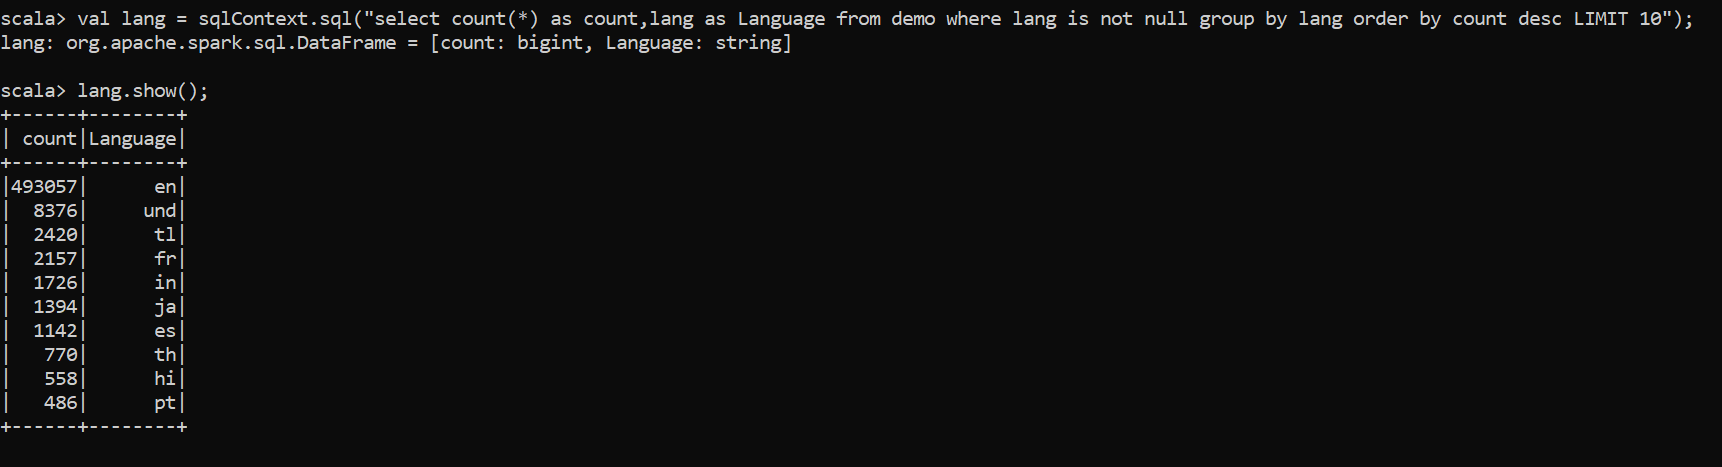 scala> val lang = sqlContext.sql("select count(*) as count,lang as Language from demo where lang is not null group by lang order by count desc LIMIT 10");
lang: org.apache.spark.sql.DataFrame = [count: bigint, Language: string]
scala> lang.show();
+------+--------+
| count|Language|
+------+--------+
|493057|      en|
|  8376|     und|
|  2420|      tl|
|  2157|      fr|
|  1726|      in|
|  1394|      ja|
|  1142|      es|
|   770|      th|
|   558|      hi|
|   486|      pt|
+------+--------+